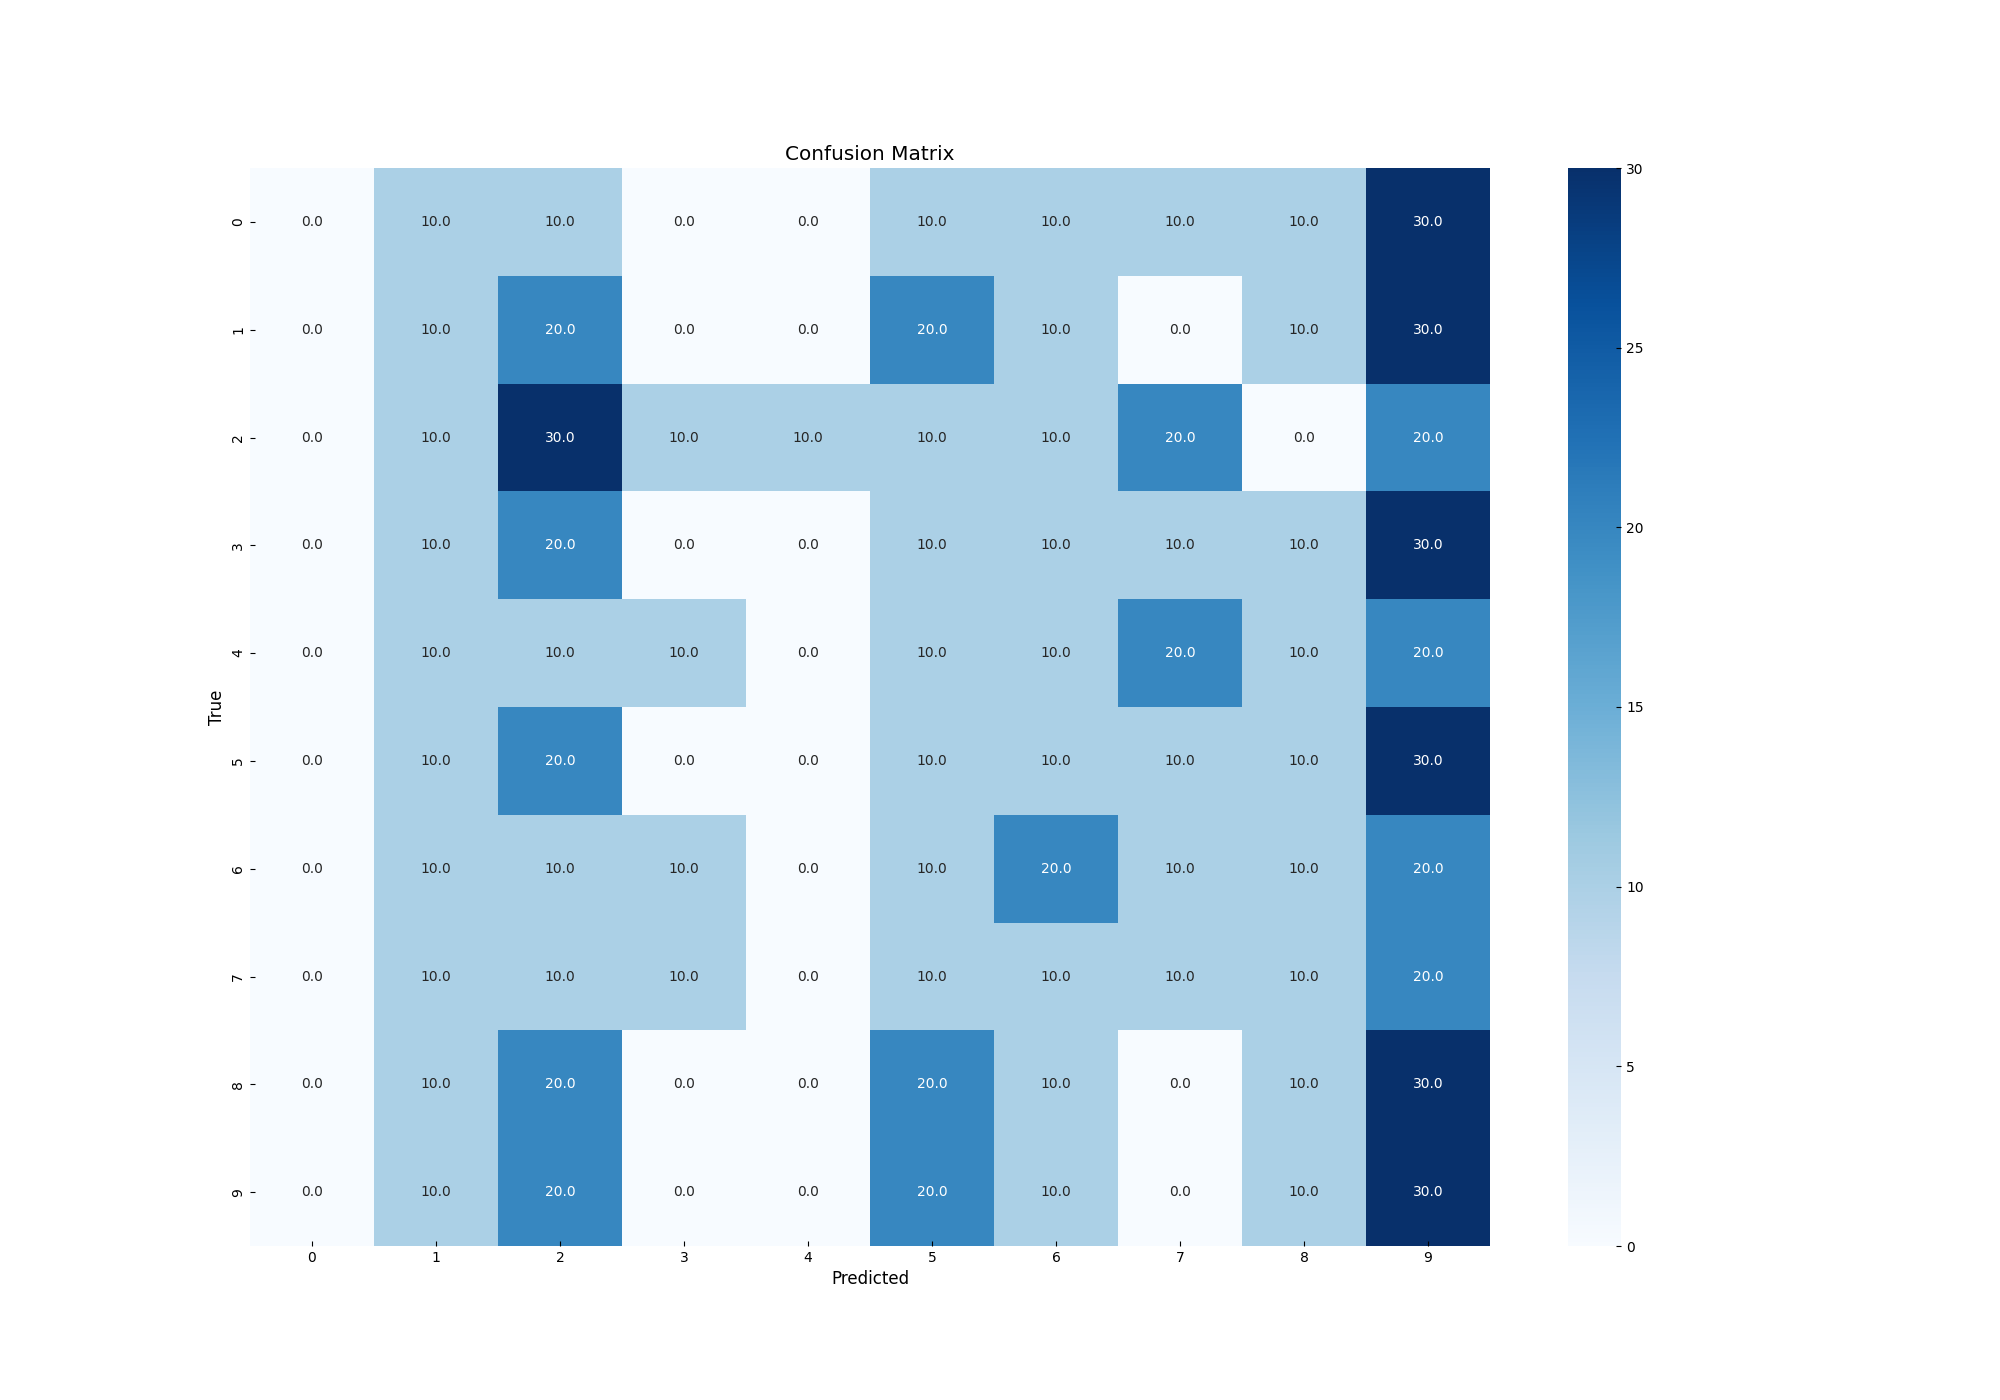 Confusion Matrix
True
0 0.0 10.0 10.0 0.0 0.0 10.0 10.0 10.0 10.0 30.0
1 0.0 10.0 20.0 0.0 0.0 20.0 10.0 0.0 10.0 30.0
2 0.0 10.0 30.0 10.0 10.0 10.0 10.0 20.0 0.0 20.0
3 0.0 10.0 20.0 0.0 0.0 10.0 10.0 10.0 10.0 30.0
4 0.0 10.0 10.0 10.0 0.0 10.0 10.0 20.0 10.0 20.0
5 0.0 10.0 20.0 0.0 0.0 10.0 10.0 10.0 10.0 30.0
6 0.0 10.0 10.0 10.0 0.0 10.0 20.0 10.0 10.0 20.0
7 0.0 10.0 10.0 10.0 0.0 10.0 10.0 10.0 10.0 20.0
8 0.0 10.0 20.0 0.0 0.0 20.0 10.0 0.0 10.0 30.0
9 0.0 10.0 20.0 0.0 0.0 20.0 10.0 0.0 10.0 30.0
0 1 2 3 4 5 6 7 8 9
Predicted
30
25
20
15
10
5
0